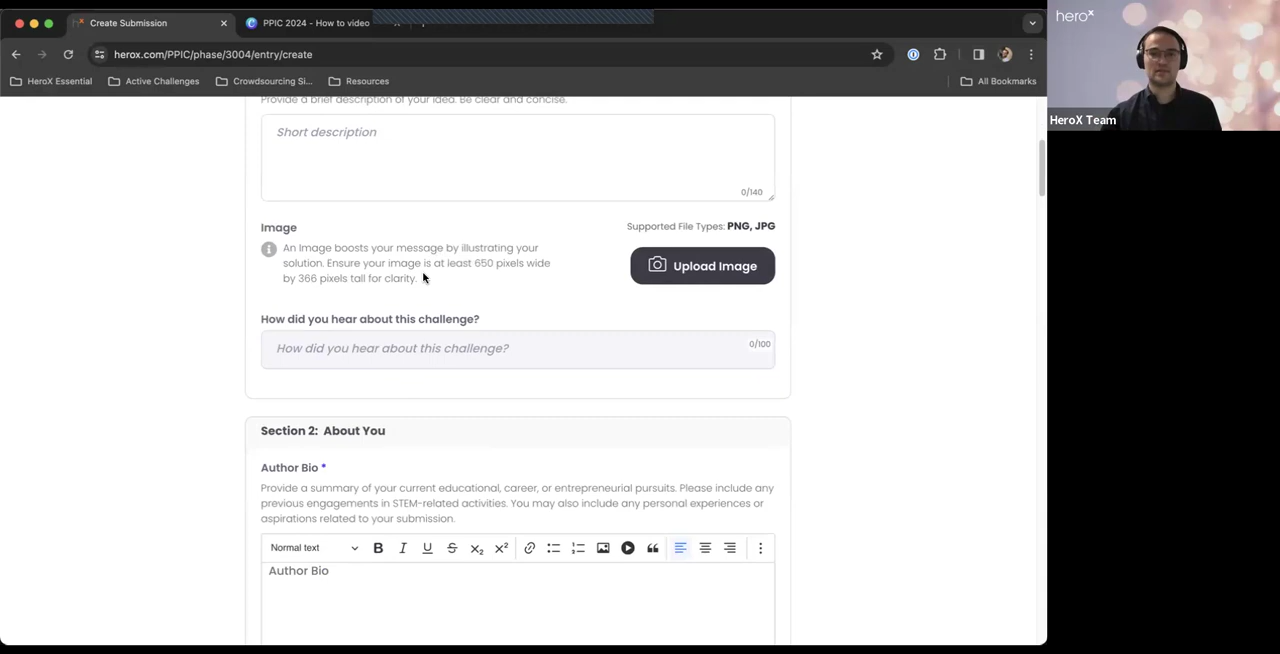 Create Submission
PPIC 2024 - How to video
herox.com/PPIC/phase/3004/entry/create
HeroX Essential
Active Challenges
Crowdsourcing Si...
Resources
All Bookmarks
herox
HeroX Team
Provide a brief description of your idea. Be clear and concise.
Short description
0/140
Image
Supported File Types: PNG, JPG
An Image boosts your message by illustrating your
solution. Ensure your image is at least 650 pixels wide
by 366 pixels tall for clarity.
Upload Image
How did you hear about this challenge?
How did you hear about this challenge?
0/100
Section 2: About You
Author Bio *
Provide a summary of your current educational, career, or entrepreneurial pursuits. Please include any
previous engagements in STEM-related activities. You may also include any personal experiences or
aspirations related to your submission.
Normal text
Author Bio